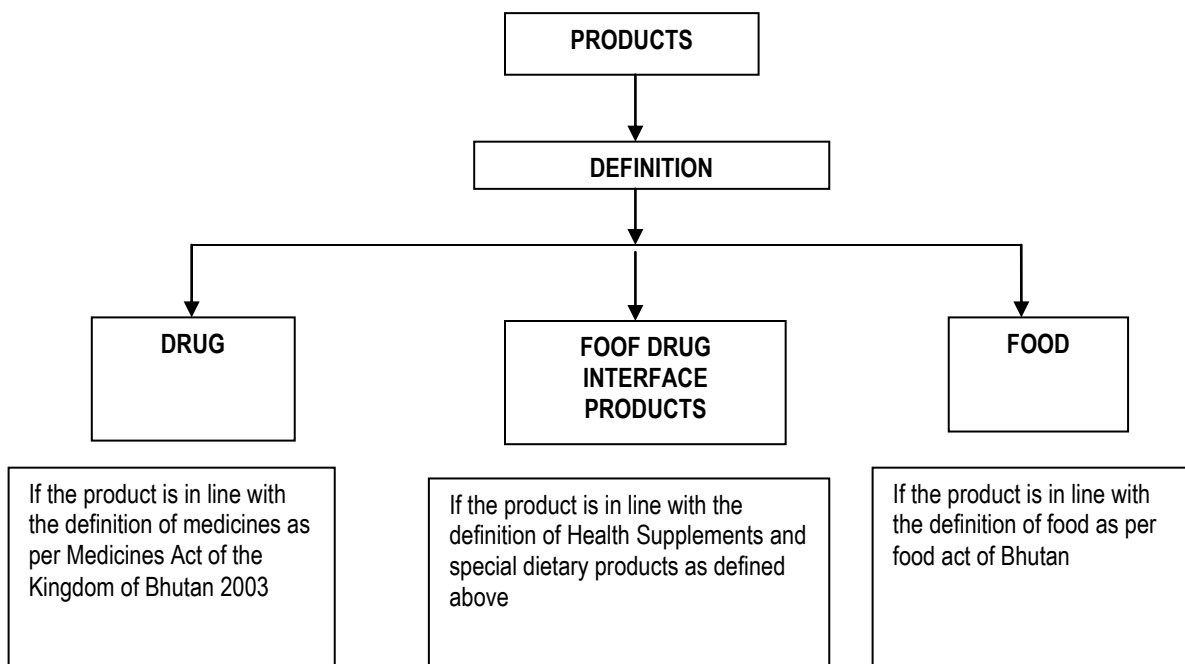 PRODUCTS
DEFINITION
DRUG
FOOF DRUG
INTERFACE
PRODUCTS
FOOD
If the product is in line with
the definition of medicines as
per Medicines Act of the
Kingdom of Bhutan 2003
If the product is in line with the
definition of Health Supplements and
special dietary products as defined
above
If the product is in line with
the definition of food as per
food act of Bhutan